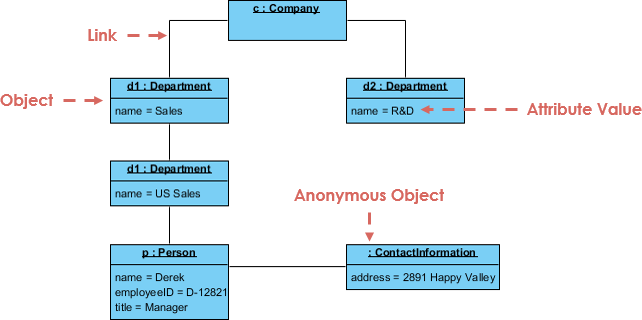 c : Company
Link
d1 : Department
d2 : Department
Object
name = Sales
name = R&D
Attribute Value
d1 : Department
name = US Sales
Anonymous Object
p : Person
: ContactInformation
name = Derek
address = 2891 Happy Valley
employeeID = D-12821
title = Manager